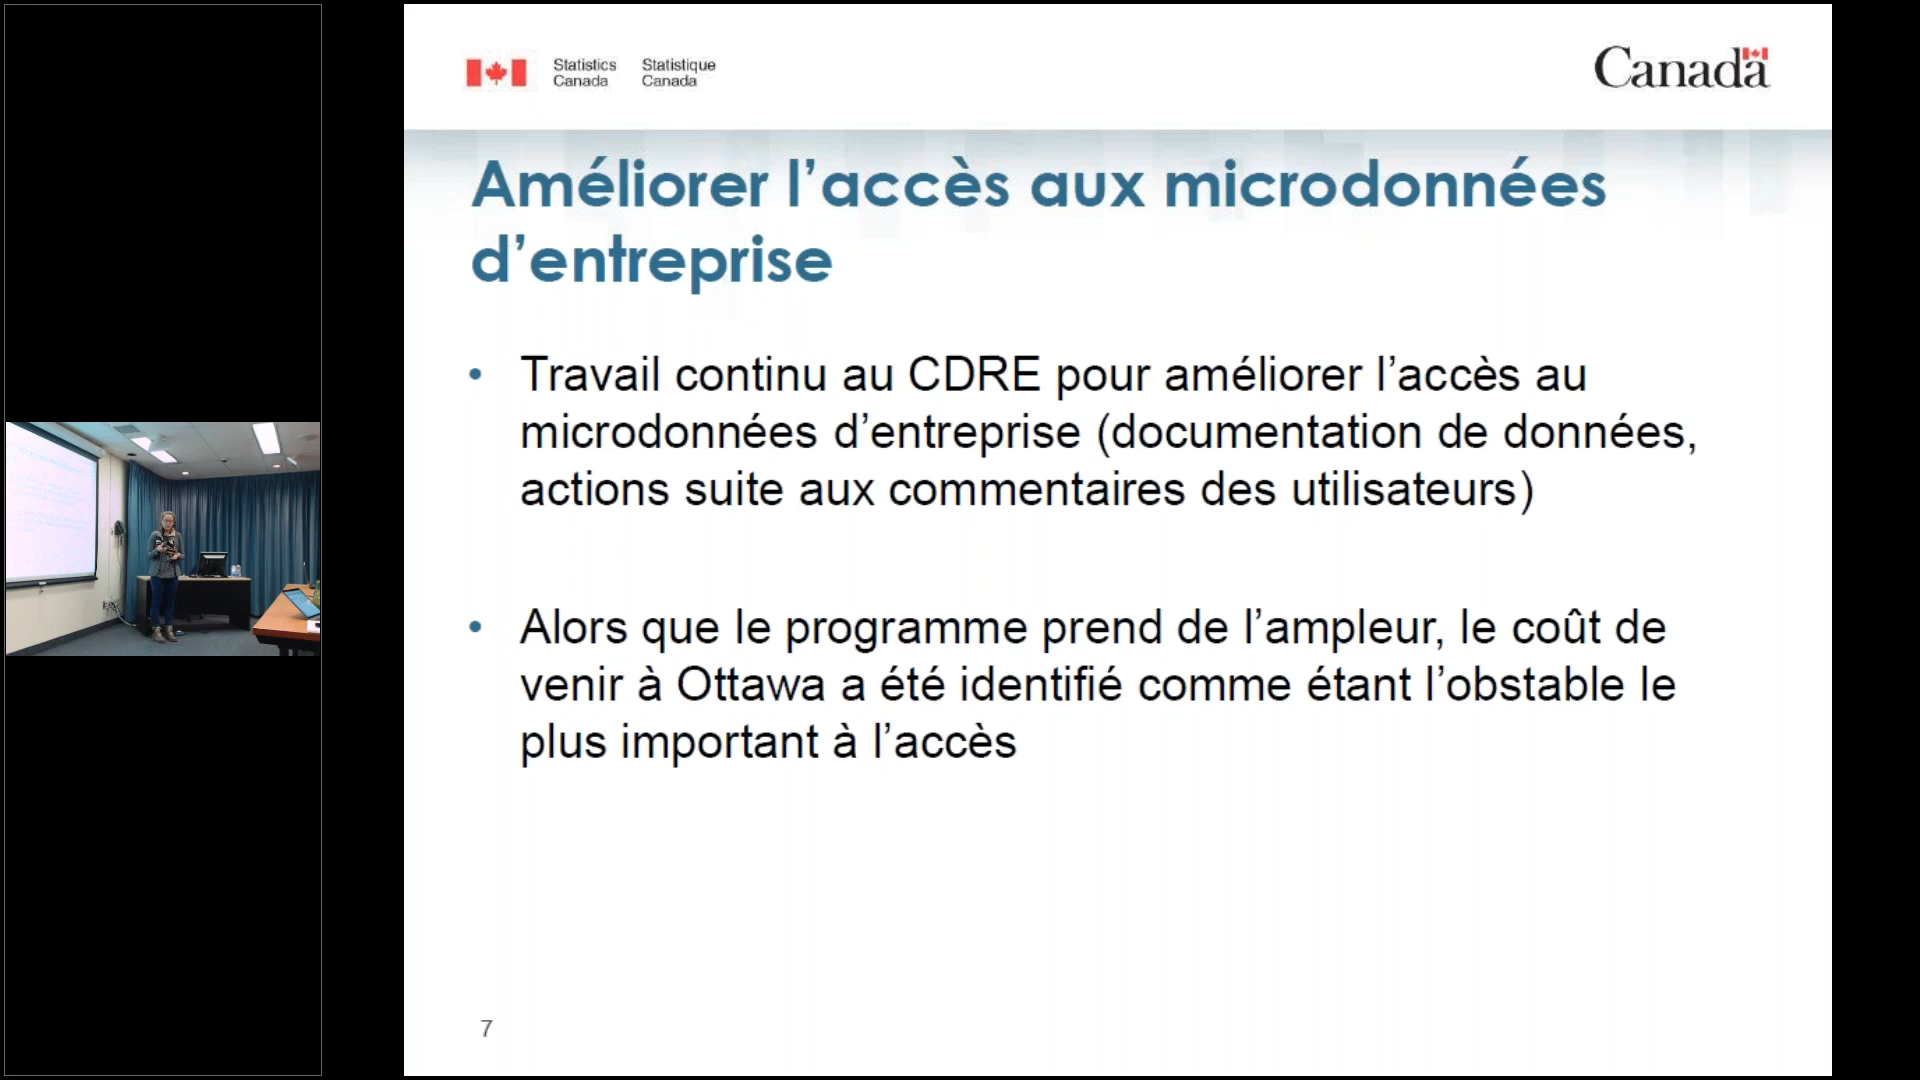 Statistics Canada
Statistique Canada
Canada
Améliorer l’accès aux microdonnées
d’entreprise
• Travail continu au CDRE pour améliorer l’accès au
microdonnées d’entreprise (documentation de données,
actions suite aux commentaires des utilisateurs)
• Alors que le programme prend de l’ampleur, le coût de
venir à Ottawa a été identifié comme étant l’obstable le
plus important à l’accès
7